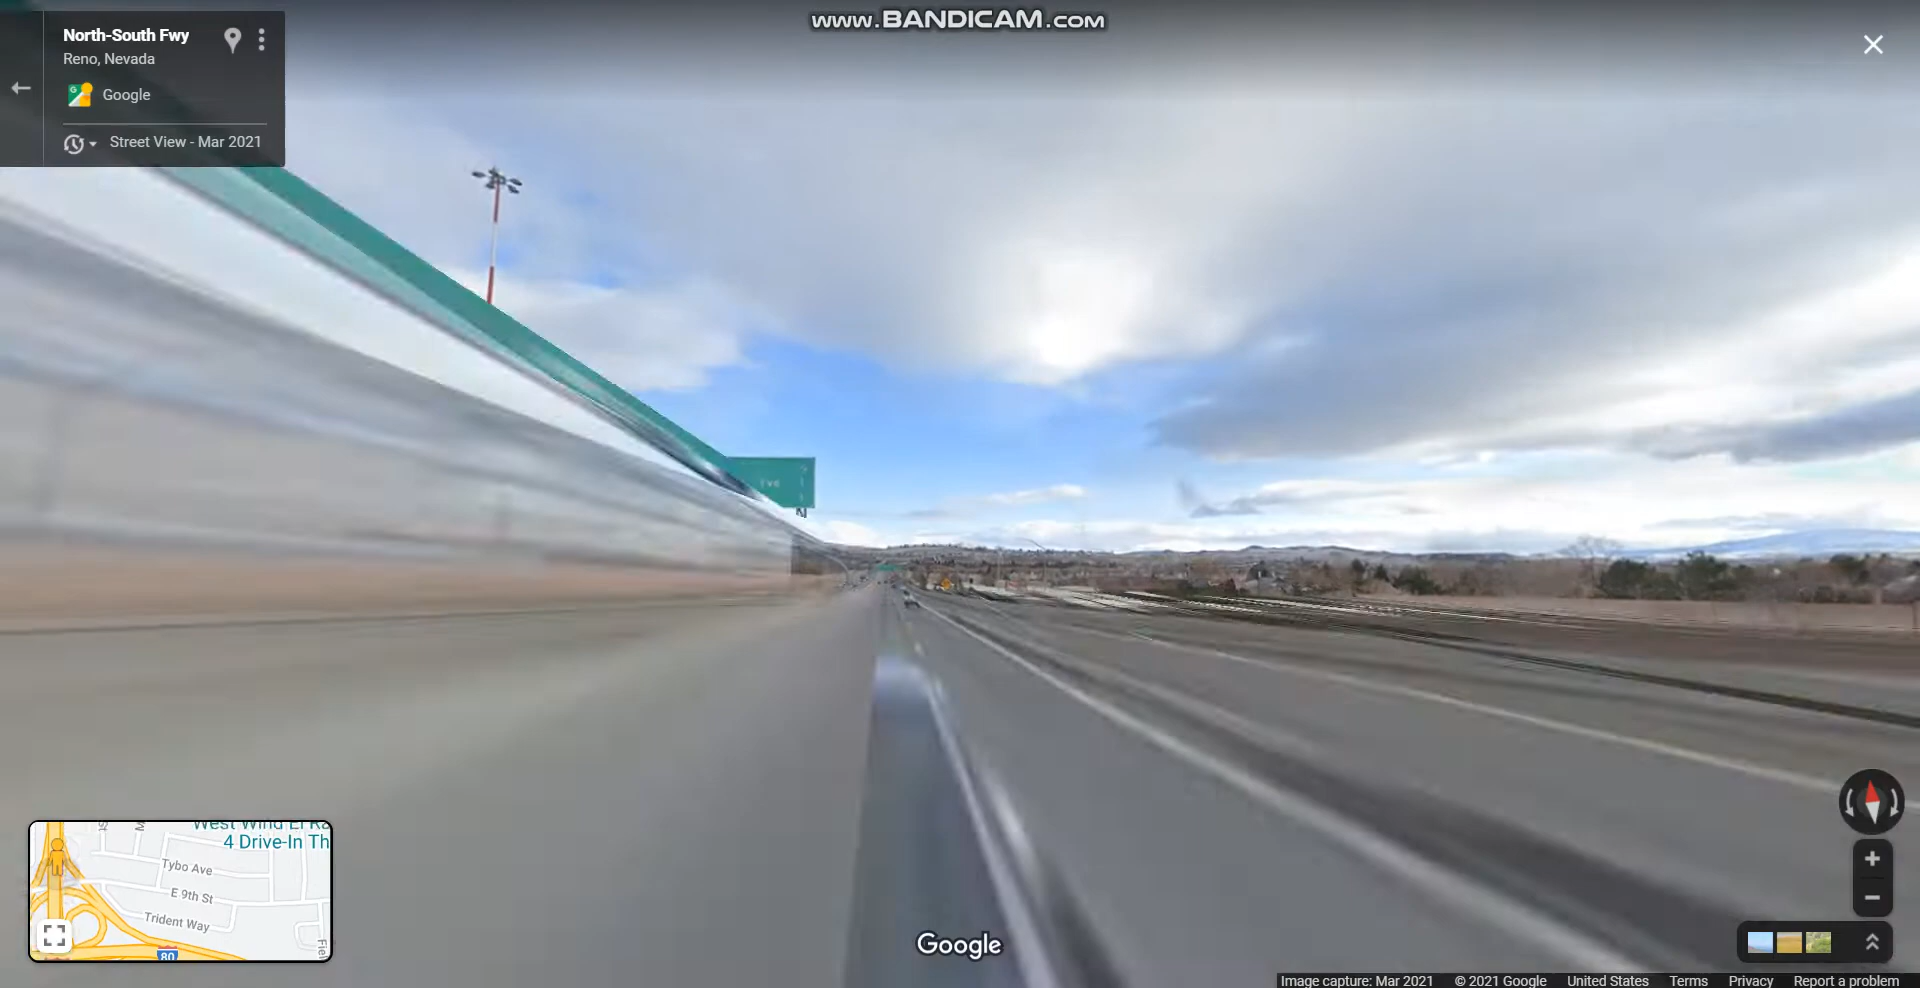 www.BANDICAM.com
North-South Fwy
Reno, Nevada
Google
Street View - Mar 2021
4 Drive-In Th
Tybo Ave
E 9th St
Trident Way
80
Google
Image capture: Mar 2021 © 2021 Google United States Terms Privacy Report a problem